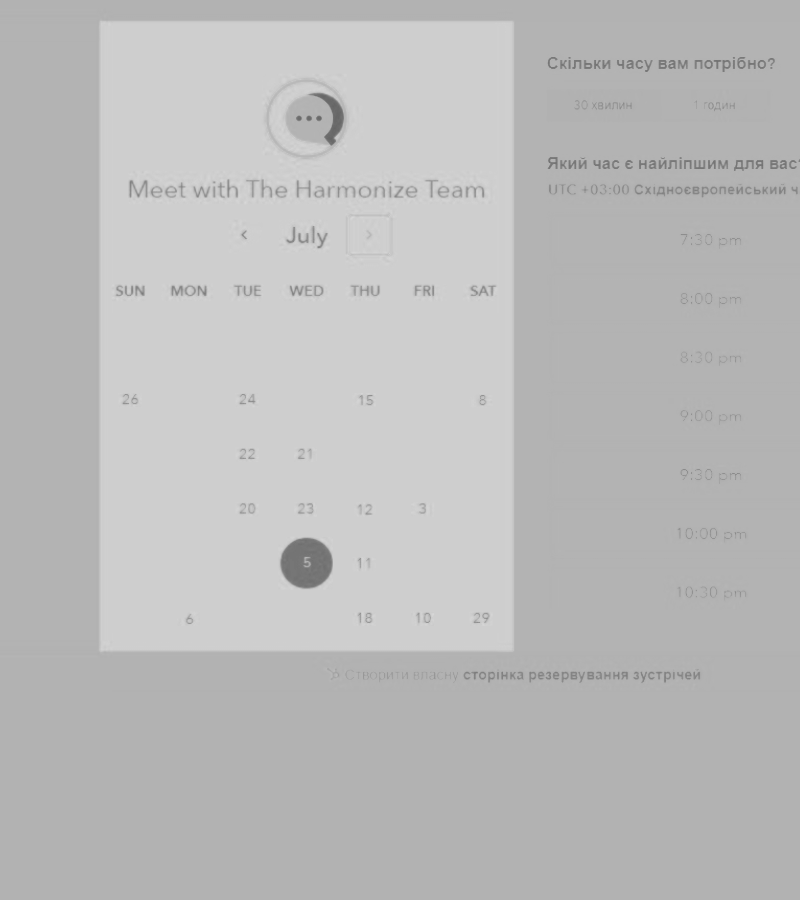 Meet with The Harmonize Team
July
SUN MON TUE WED THU FRI SAT
26 24 15 8
22 21
20 23 12 3
5 11
6 18 10 29
Скільки часу вам потрібно?
30 хвилин 1 годин
Який час є найліпшим для вас?
UTC +03:00 Східноєвропейський ч
7:30 pm
8:00 pm
8:30 pm
9:00 pm
9:30 pm
10:00 pm
10:30 pm
Створити власну сторінка резервування зустрічей